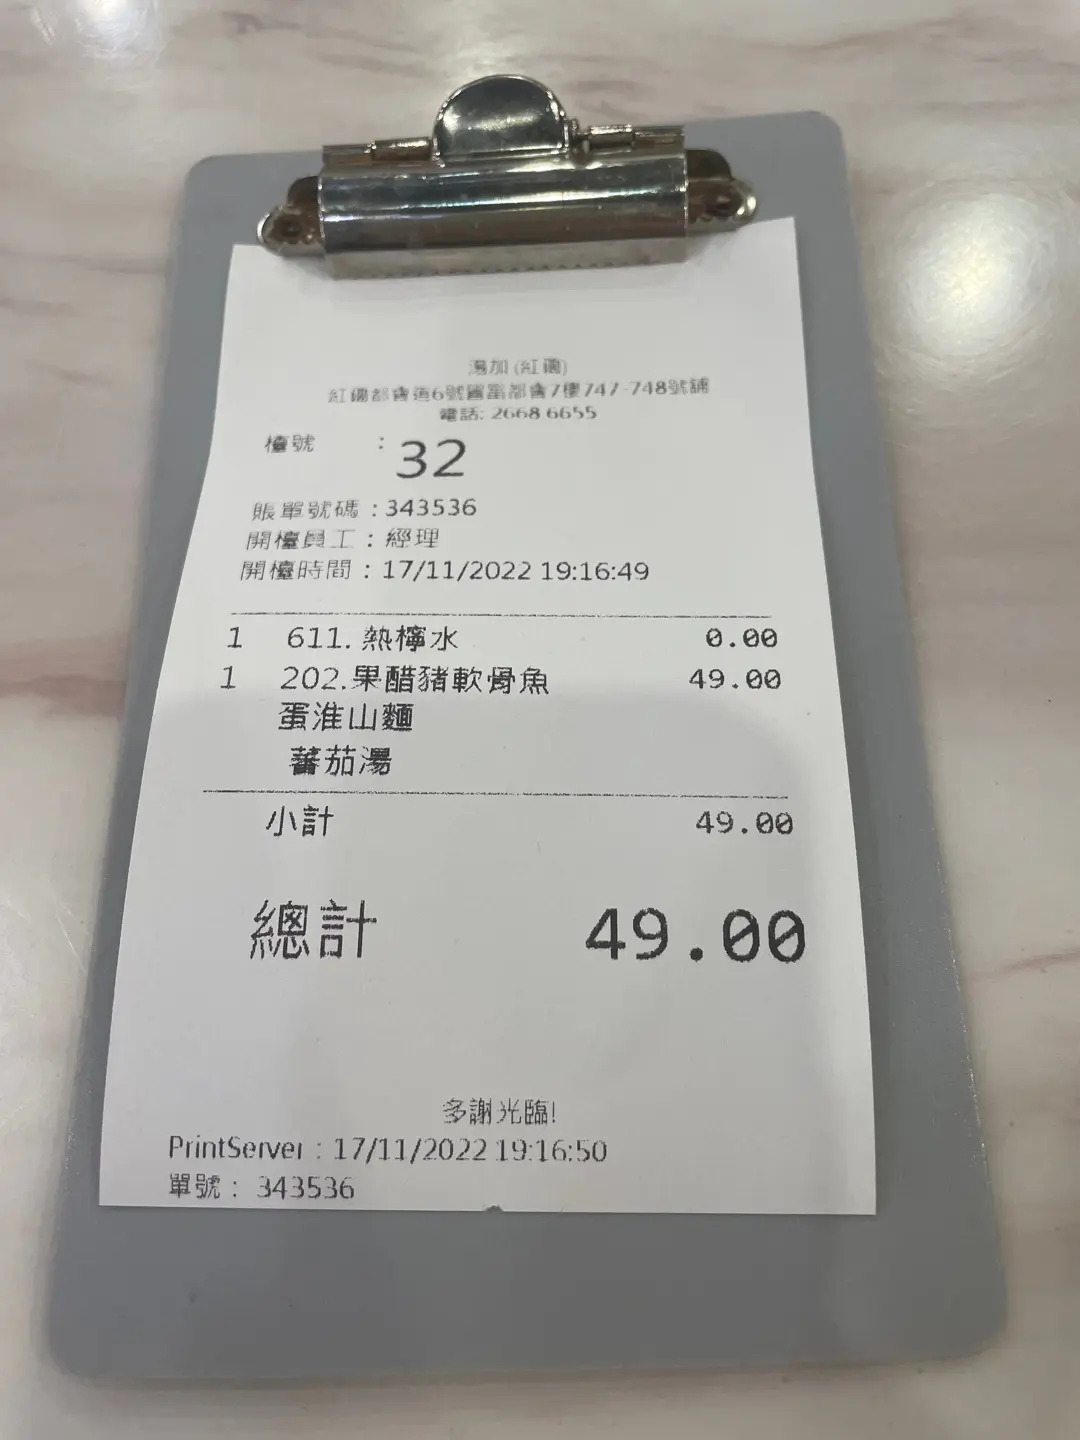 湯加 (紅磡)
紅磡都會道6號置富都會7樓747-748號舖
電話: 2668 6655
檯號 : 32
賬單號碼 : 343536
開檯員工 : 經理
開檯時間 : 17/11/2022 19:16:49
1 611. 熱檸水 0.00
1 202.果醋豬軟骨魚 49.00
蛋淮山麵
蕃茄湯
小計 49.00
總計 49.00
多謝光臨!
PrintServer : 17/11/2022 19:16:50
單號 : 343536